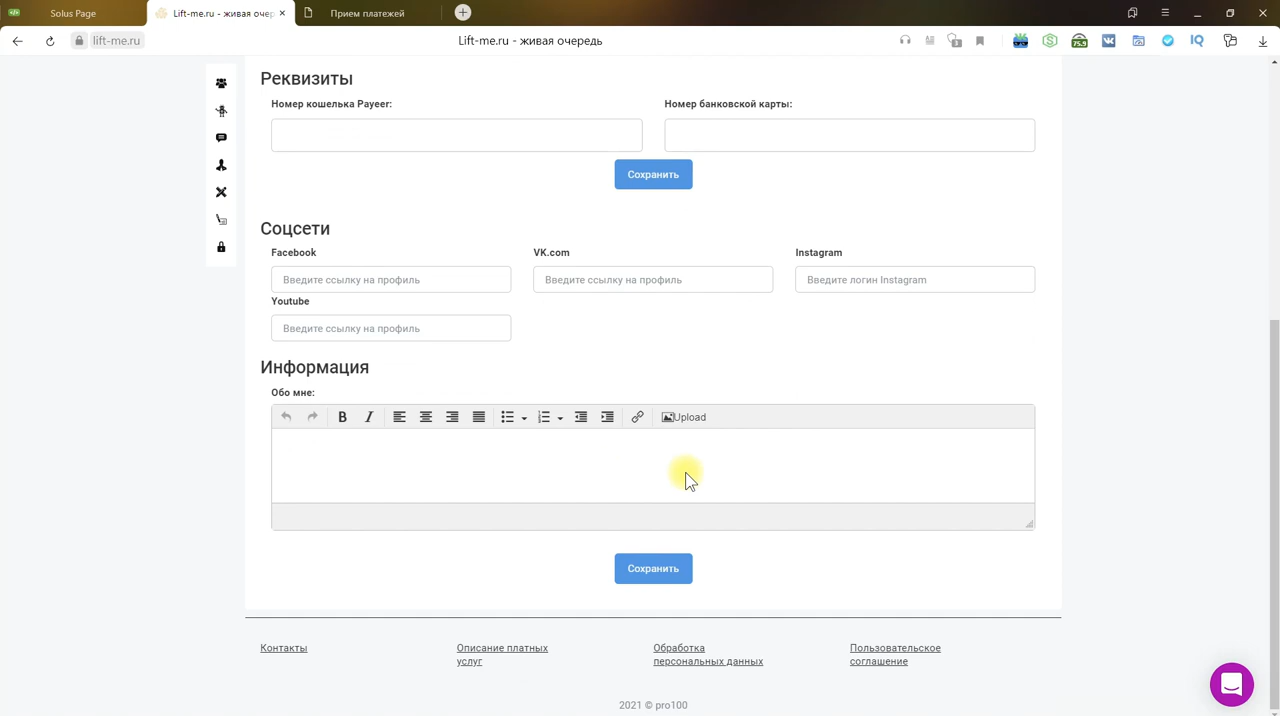 Solus Page
Lift-me.ru - живая очер
Прием платежей
lift-me.ru
Lift-me.ru - живая очередь
75.9
IQ
Реквизиты
Номер кошелька Payeer:
Номер банковской карты:
Сохранить
Соцсети
Facebook
VK.com
Instagram
Введите ссылку на профиль
Введите ссылку на профиль
Введите логин Instagram
Youtube
Введите ссылку на профиль
Информация
Обо мне:
B I Upload
Сохранить
Контакты
Описание платных
услуг
Обработка
персональных данных
Пользовательское
соглашение
2021 © pro100